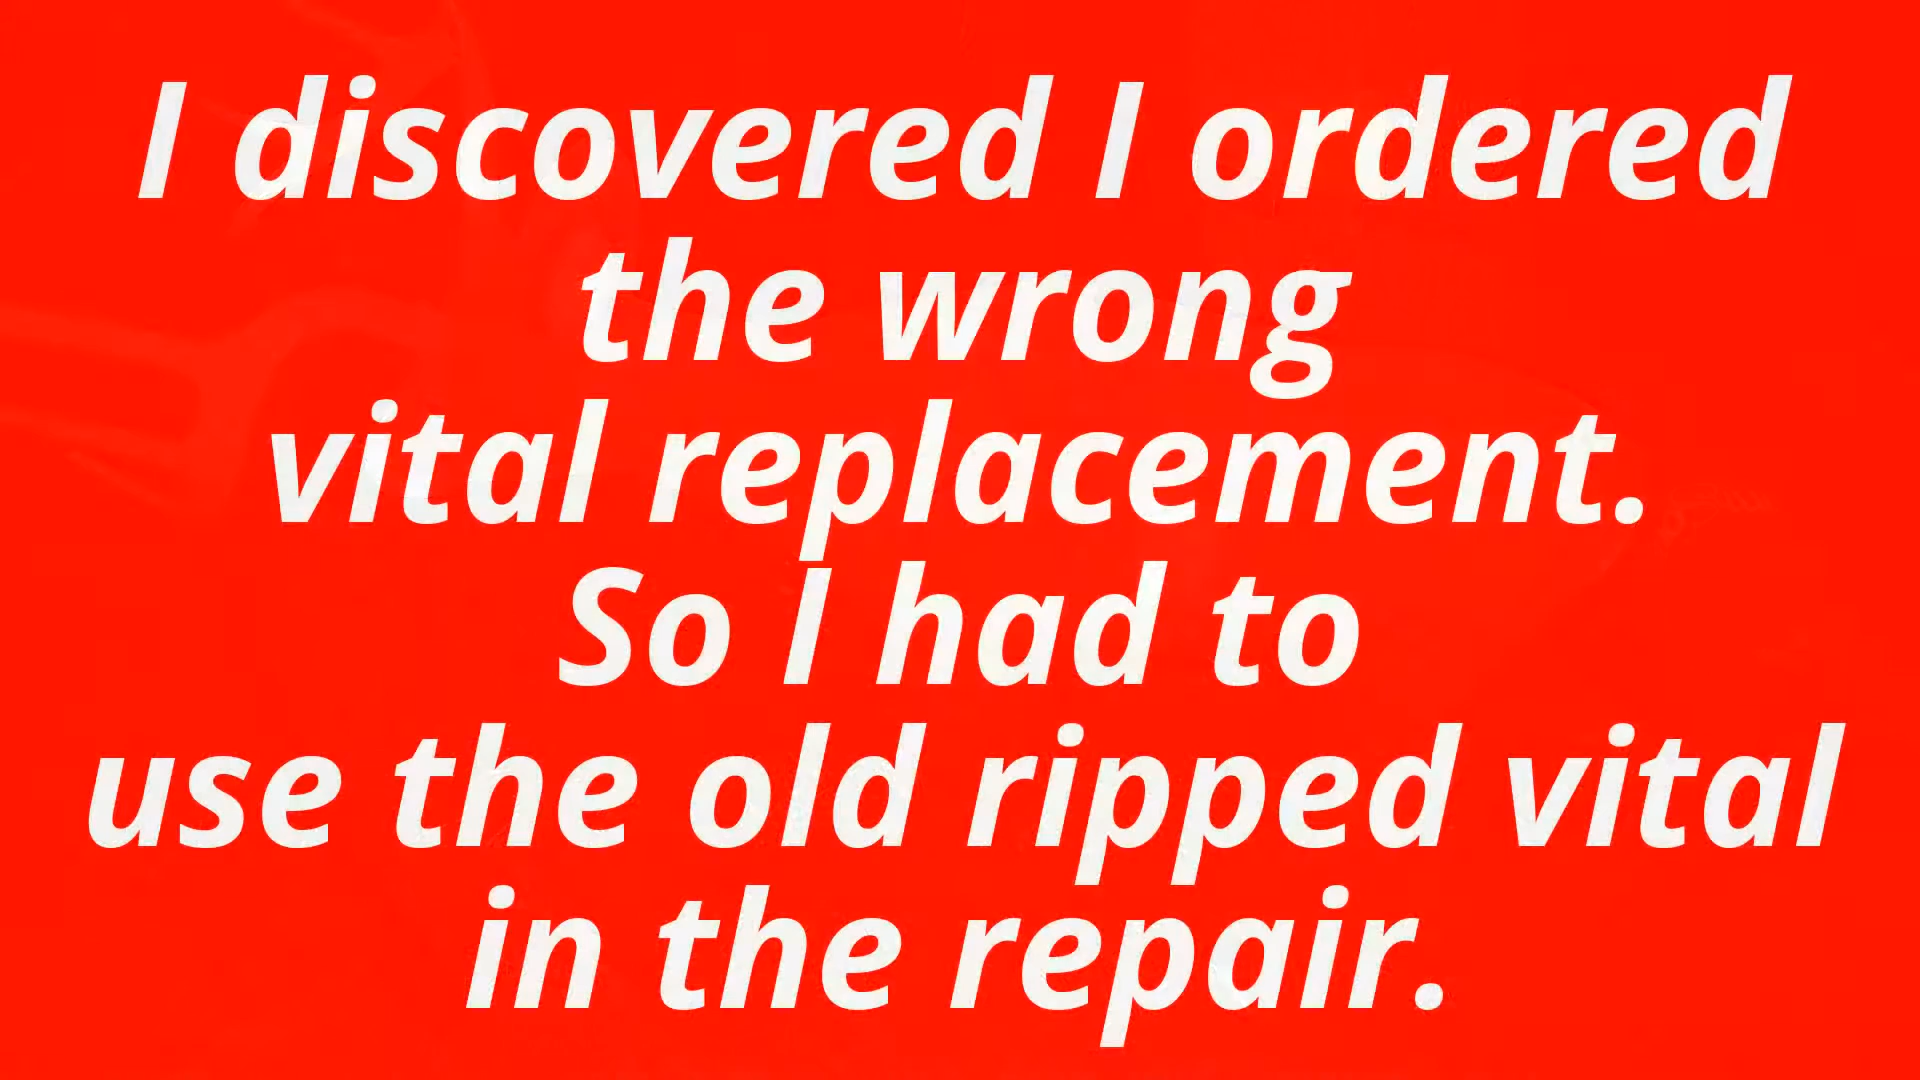 I discovered I ordered
the wrong
vital replacement.
So I had to
use the old ripped vital
in the repair.